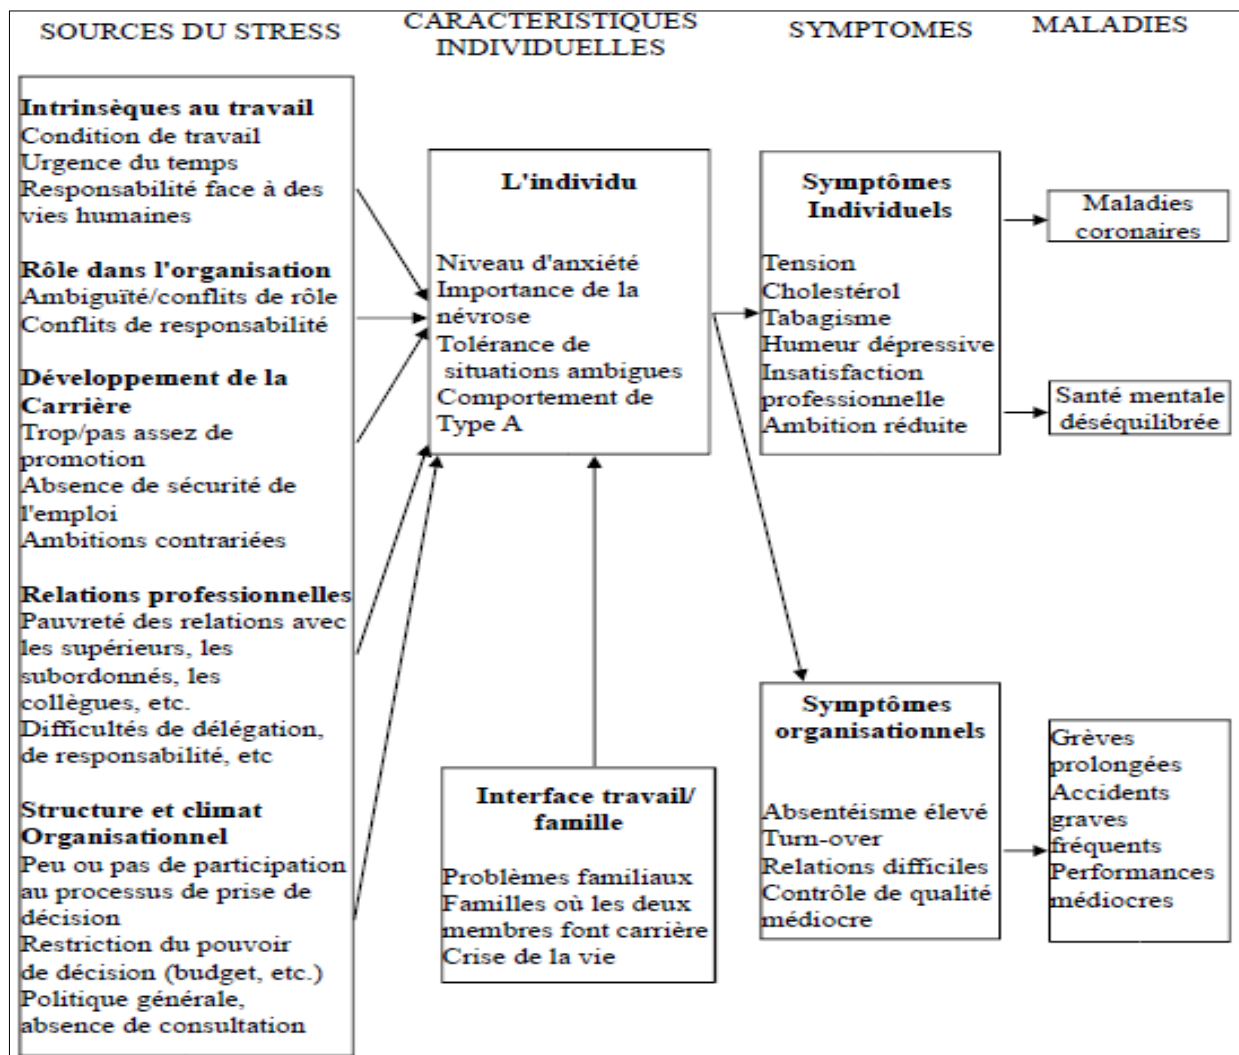 SOURCES DU STRESS
CARACTERISTIQUES
INDIVIDUELLES
SYMPTOMES
MALADIES
Intrinsèques au travail
Condition de travail
Urgence du temps
Responsabilité face à des
vies humaines
Rôle dans l'organisation
Ambiguïté/conflits de rôle
Conflits de responsabilité
Développement de la
Carrière
Trop/pas assez de
promotion
Absence de sécurité de
l'emploi
Ambitions contrariées
Relations professionnelles
Pauvreté des relations avec
les supérieurs, les
subordonnés, les
collègues, etc.
Difficultés de délégation,
de responsabilité, etc
Structure et climat
Organisationnel
Peu ou pas de participation
au processus de prise de
décision
Restriction du pouvoir
de décision (budget, etc.)
Politique générale,
absence de consultation
L'individu
Niveau d'anxiété
Importance de la
névrose
Tolérance de
situations ambigues
Comportement de
Type A
Interface travail/
famille
Problèmes familiaux
Familles où les deux
membres font carrière
Crise de la vie
Symptômes
Individuels
Tension
Cholestérol
Tabagisme
Humeur dépressive
Insatisfaction
professionnelle
Ambition réduite
Symptômes
organisationnels
Absentéisme élevé
Turn-over
Relations difficiles
Contrôle de qualité
médiocre
Maladies
coronaires
Santé mentale
déséquilibrée
Grèves
prolongées
Accidents
graves
fréquents
Performances
médiocres